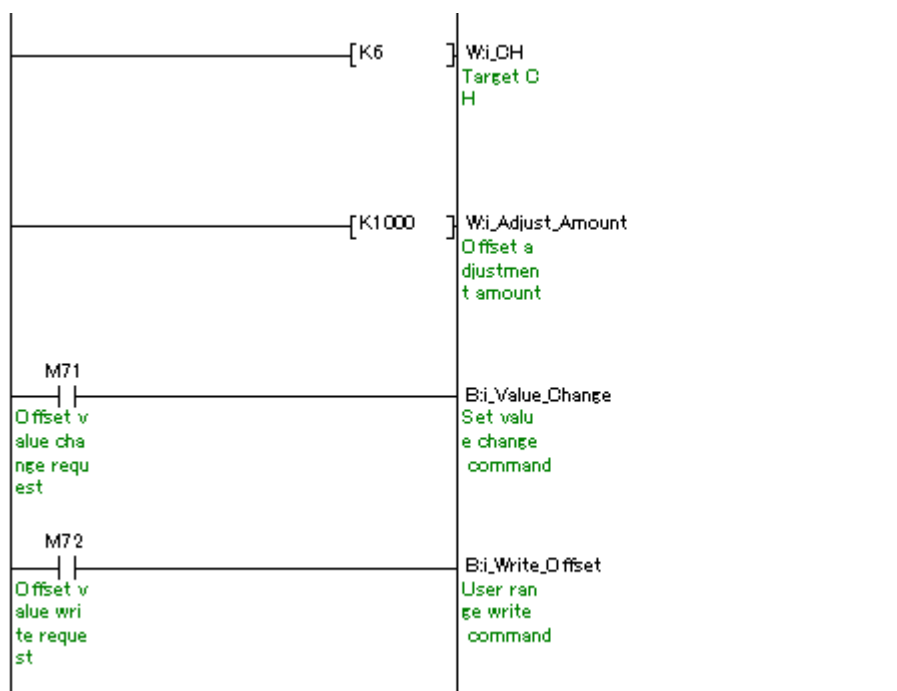 [K6 ] W:i_CH
Target C
H
[K1000 ] W:i_Adjust_Amount
Offset a
djustmen
t amount
M71
B:i_Value_Change
Offset v
alue cha
nge requ
est
Set valu
e change
command
M72
B:i_Write_Offset
Offset v
alue wri
te reque
st
User ran
ge write
command